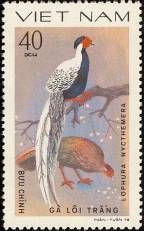 VIET NAM
40
xu
BƯU CHÍNH
LOPHURA NYCTHEMERA
GÀ LÔI TRẮNG